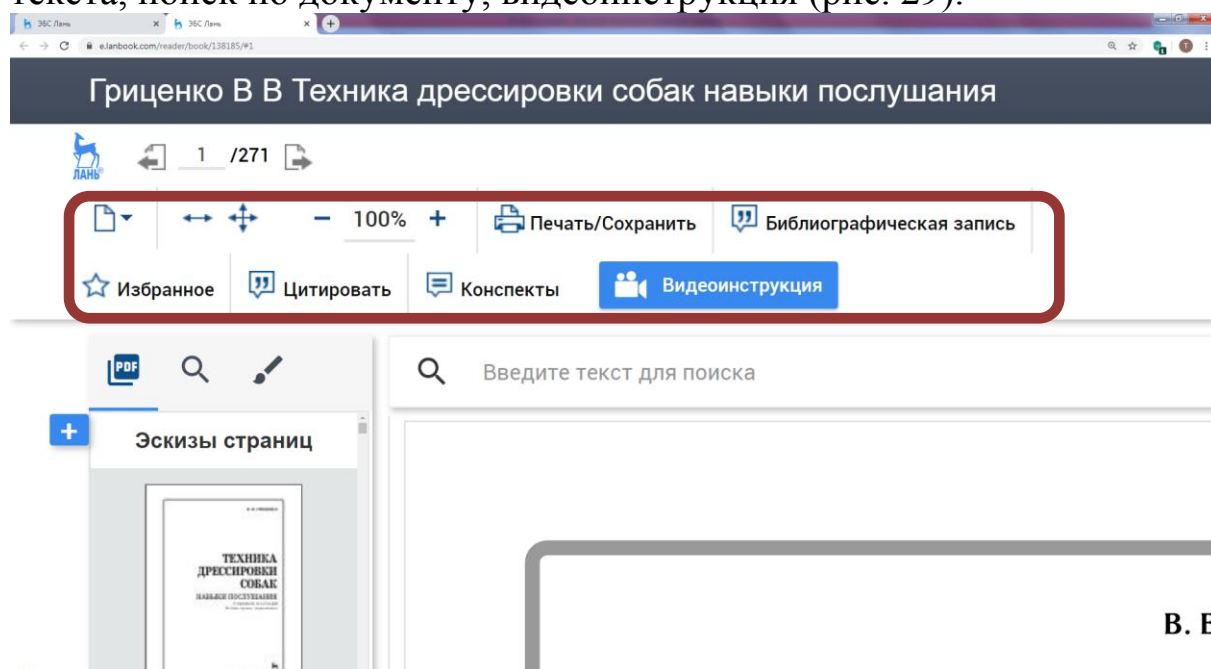 текста, поиск по документу, видеоинструкция (рис. 29).
ЭБС Лань ЭБС Лань
e.lanbook.com/reader/book/138185/#1
Гриценко В В Техника дрессировки собак навыки послушания
ЛАНЬ® 1 /271
100% Печать/Сохранить Библиографическая запись
Избранное Цитировать Конспекты Видеоинструкция
PDF Введите текст для поиска
Эскизы страниц
ТЕХНИКА
ДРЕССИРОВКИ
СОБАК
НАВЫКИ ПОСЛУШАНИЯ
В. В